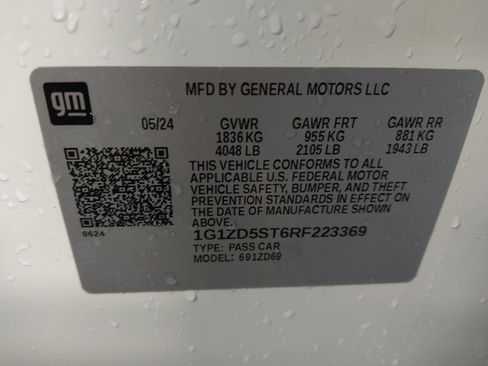 gm
MFD BY GENERAL MOTORS LLC
05/24 GVWR GAWR FRT GAWR RR
1836 KG 955 KG 881 KG
4048 LB 2105 LB 1943 LB
THIS VEHICLE CONFORMS TO ALL
APPLICABLE U.S. FEDERAL MOTOR
VEHICLE SAFETY, BUMPER, AND THEFT
PREVENTION STANDARDS IN EFFECT ON
THE DATE OF MANUFACTURE SHOWN
ABOVE.
8624
1G1ZD5ST6RF223369
TYPE: PASS CAR
MODEL: 691ZD69